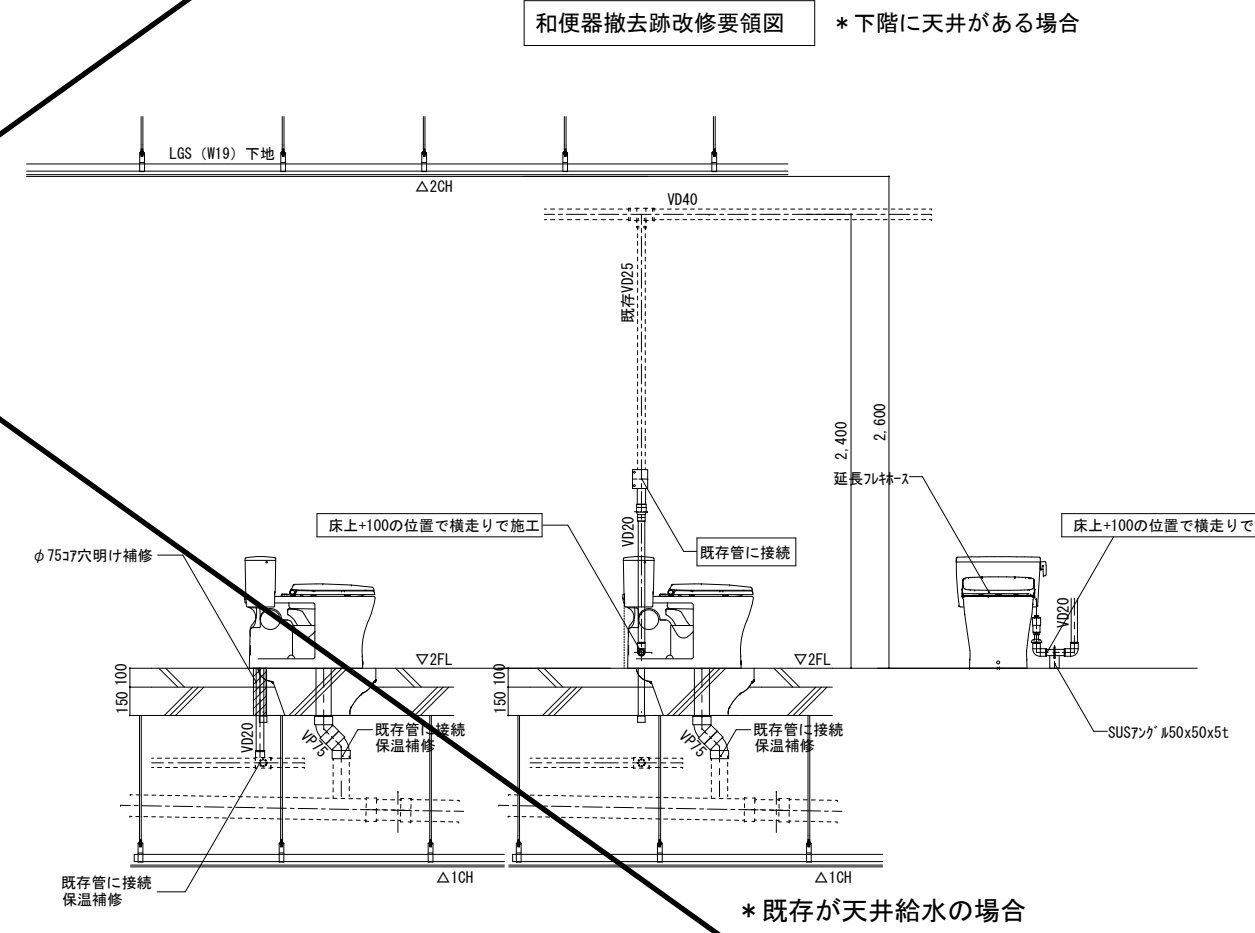 和便器撤去跡改修要領図
＊下階に天井がある場合
LGS (W19) 下地
△2CH
VD40
既存VD25
2,400
2,600
延長フレキホース
床上+100の位置で横走りで施工
VD20
既存管に接続
床上+100の位置で横走りで
φ75コア穴明け補修
VD20
▽2FL
▽2FL
150 100
150 100
VD20
VP75
既存管に接続
保温補修
VP75
既存管に接続
保温補修
SUSアングル50x50x5t
既存管に接続
保温補修
△1CH
△1CH
＊既存が天井給水の場合